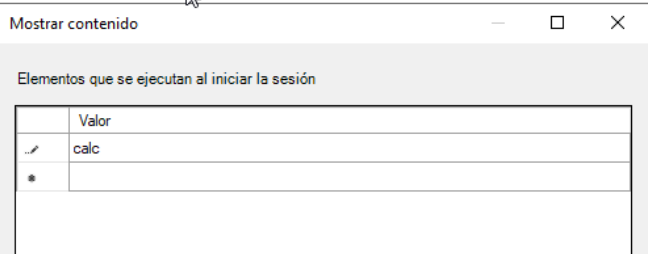 Mostrar contenido
Elementos que se ejecutan al iniciar la sesión
Valor
calc